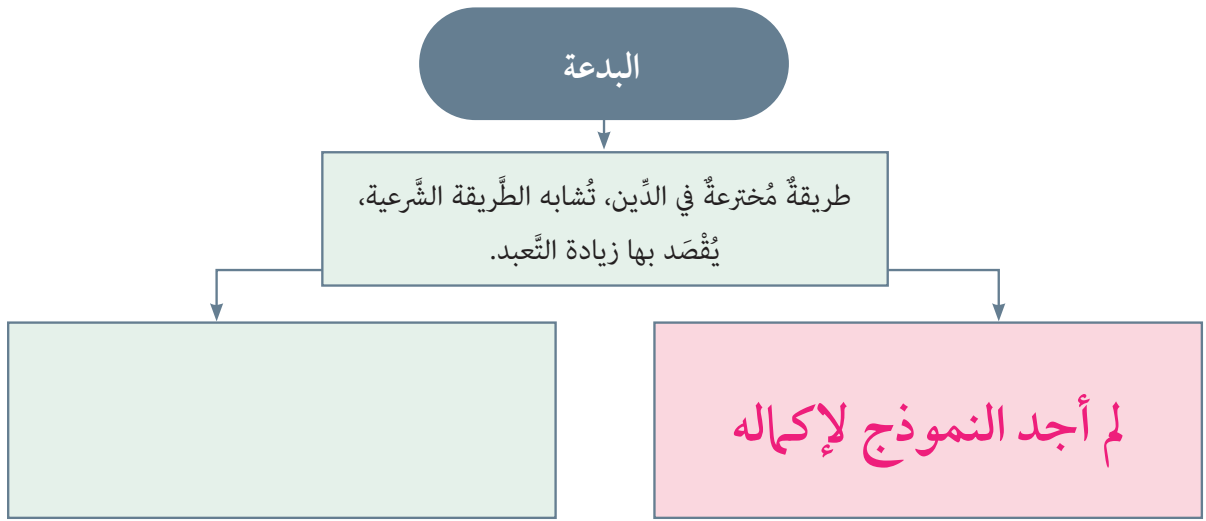 البدعة
طريقةٌ مُخترعةٌ في الدِّين، تُشابه الطَّريقة الشَّرعية،
يُقْصَد بها زيادة التَّعبد.
لم أجد النموذج لإكماله